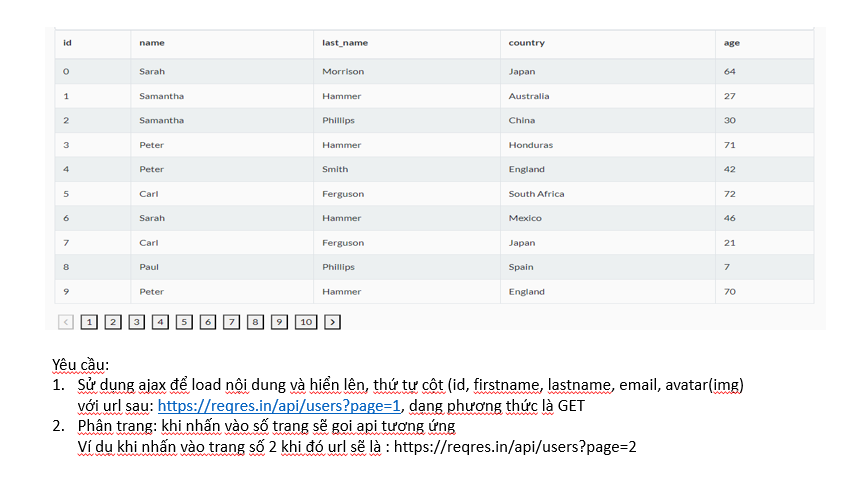 id name last_name country age
0 Sarah Morrison Japan 64
1 Samantha Hammer Australia 27
2 Samantha Phillips China 30
3 Peter Hammer Honduras 71
4 Peter Smith England 42
5 Carl Ferguson South Africa 72
6 Sarah Hammer Mexico 46
7 Carl Ferguson Japan 21
8 Paul Phillips Spain 7
9 Peter Hammer England 70
< 1 2 3 4 5 6 7 8 9 10 >
Yêu cầu:
1. Sử dụng ajax để load nội dung và hiển lên, thứ tự cột (id, firstname, lastname, email, avatar(img)
với url sau: https://reqres.in/api/users?page=1, dạng phương thức là GET
2. Phân trang: khi nhấn vào số trang sẽ gọi api tương ứng
Ví dụ khi nhấn vào trang số 2 khi đó url sẽ là : https://reqres.in/api/users?page=2